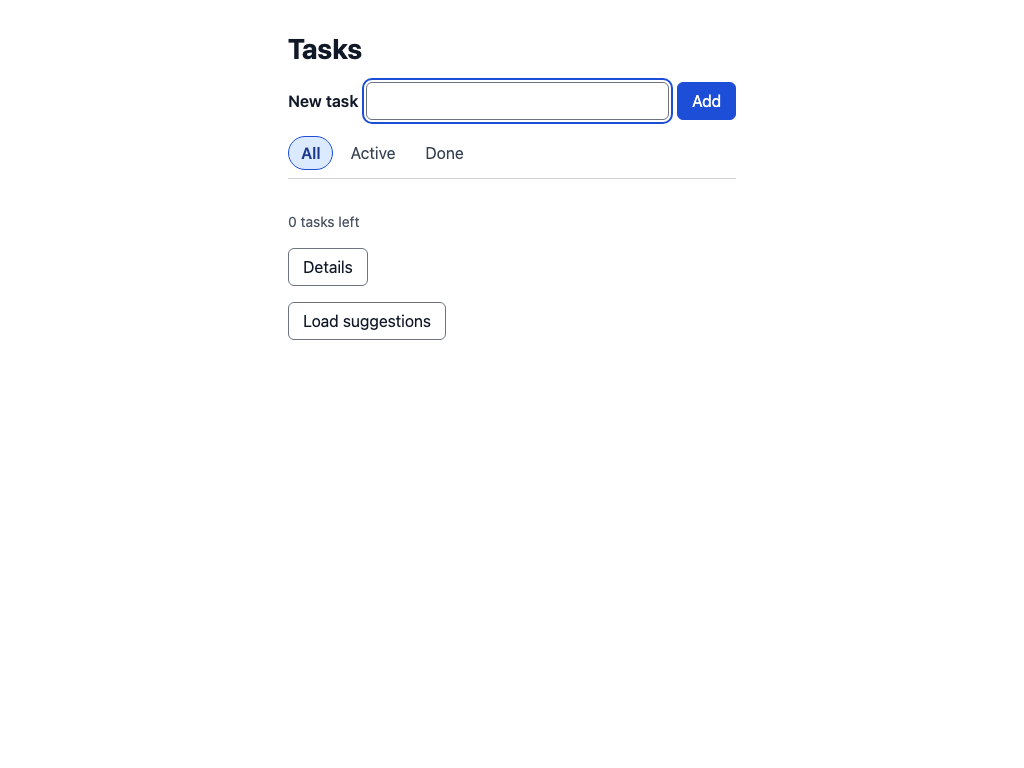 Tasks
New task Add
All Active Done
0 tasks left
Details
Load suggestions